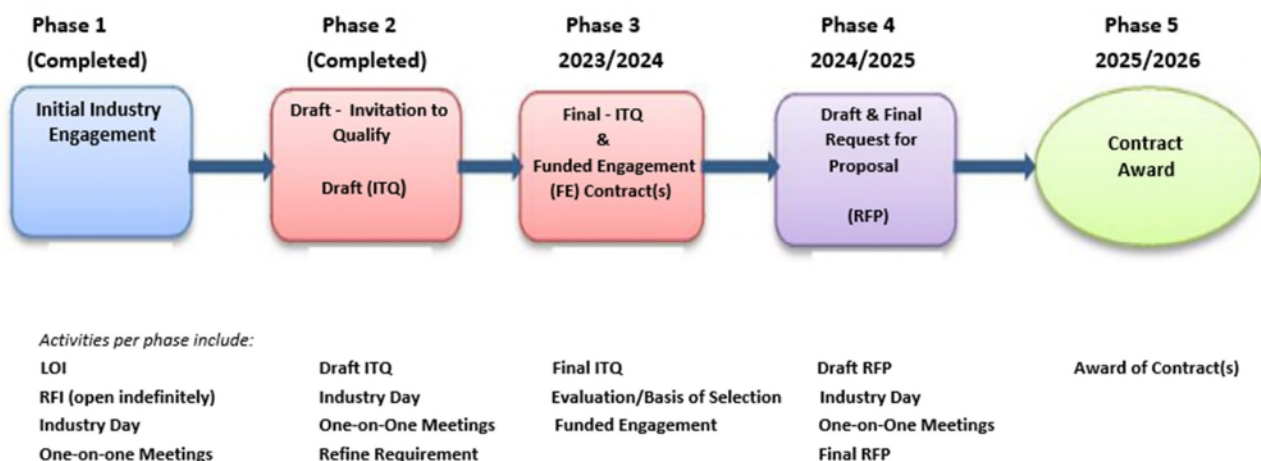 Phase 1
(Completed)
Phase 2
(Completed)
Phase 3
2023/2024
Phase 4
2024/2025
Phase 5
2025/2026
Initial Industry
Engagement
Draft - Invitation to
Qualify
Draft (ITQ)
Final - ITQ
&
Funded Engagement
(FE) Contract(s)
Draft & Final
Request for
Proposal
(RFP)
Contract
Award
Activities per phase include:
LOI
RFI (open indefinitely)
Industry Day
One-on-one Meetings
Draft ITQ
Industry Day
One-on-One Meetings
Refine Requirement
Final ITQ
Evaluation/Basis of Selection
Funded Engagement
Draft RFP
Industry Day
One-on-One Meetings
Final RFP
Award of Contract(s)